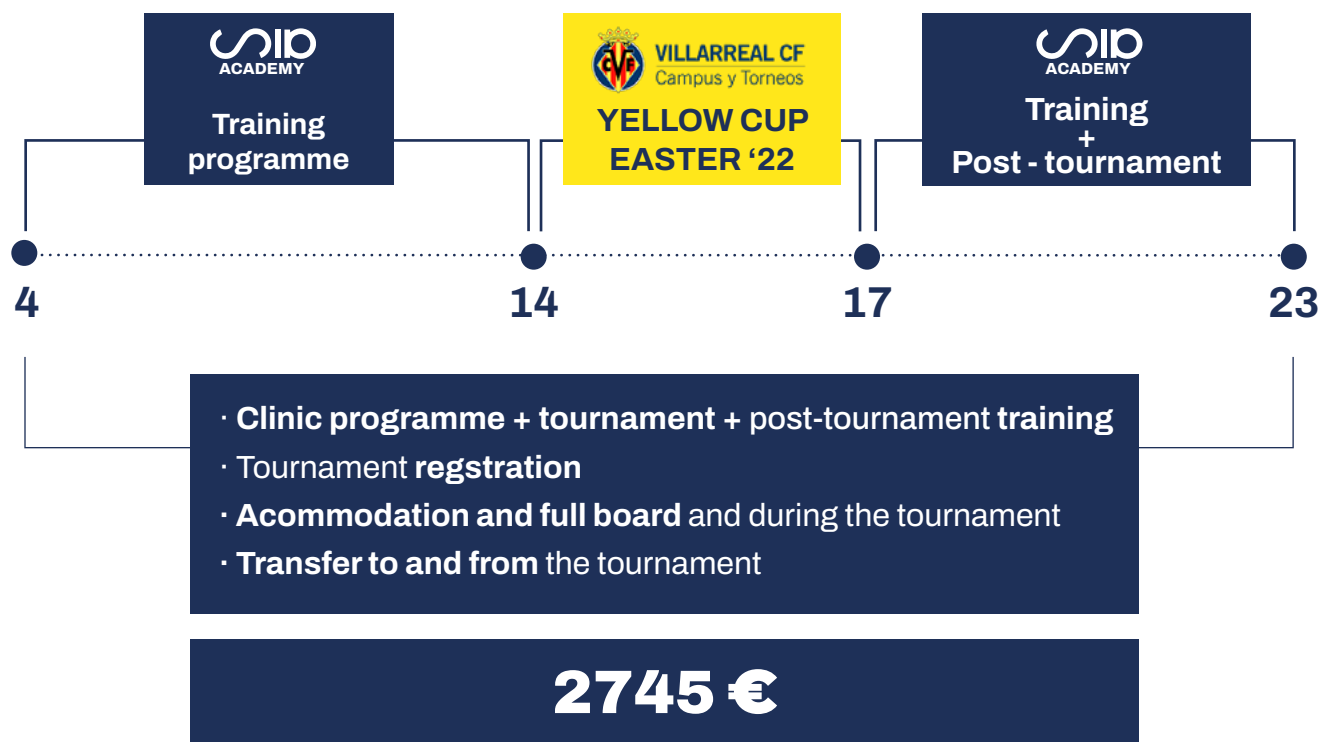 SIA
ACADEMY
Training
programme
VILLARREAL CF
Campus y Torneos
YELLOW CUP
EASTER ‘22
ACADEMY
Training
+
Post - tournament
4
14
17
23
· Clinic programme + tournament + post-tournament training
· Tournament regstration
· Acommodation and full board and during the tournament
· Transfer to and from the tournament
2745 €